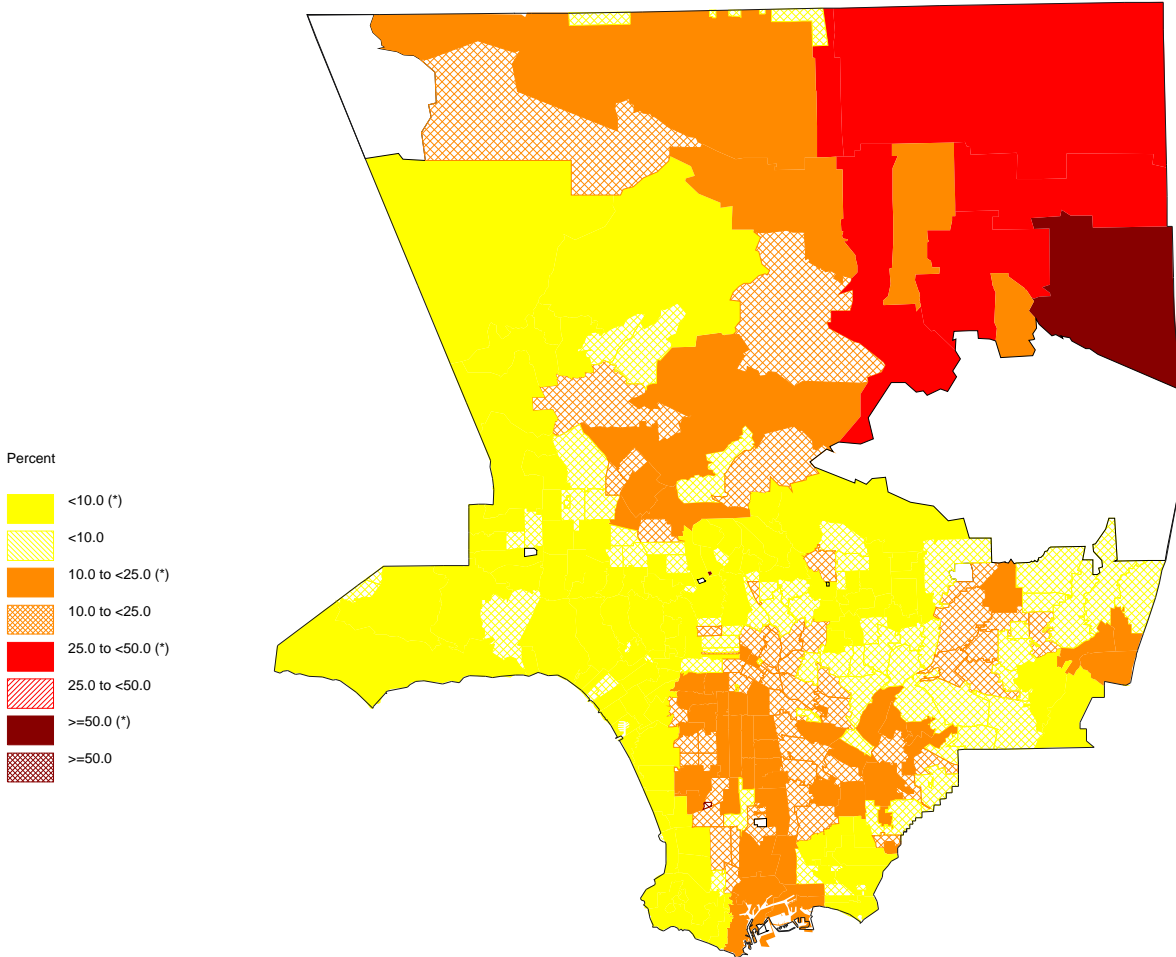 Percent
<10.0 (*)
<10.0
10.0 to <25.0 (*)
10.0 to <25.0
25.0 to <50.0 (*)
25.0 to <50.0
>=50.0 (*)
>=50.0